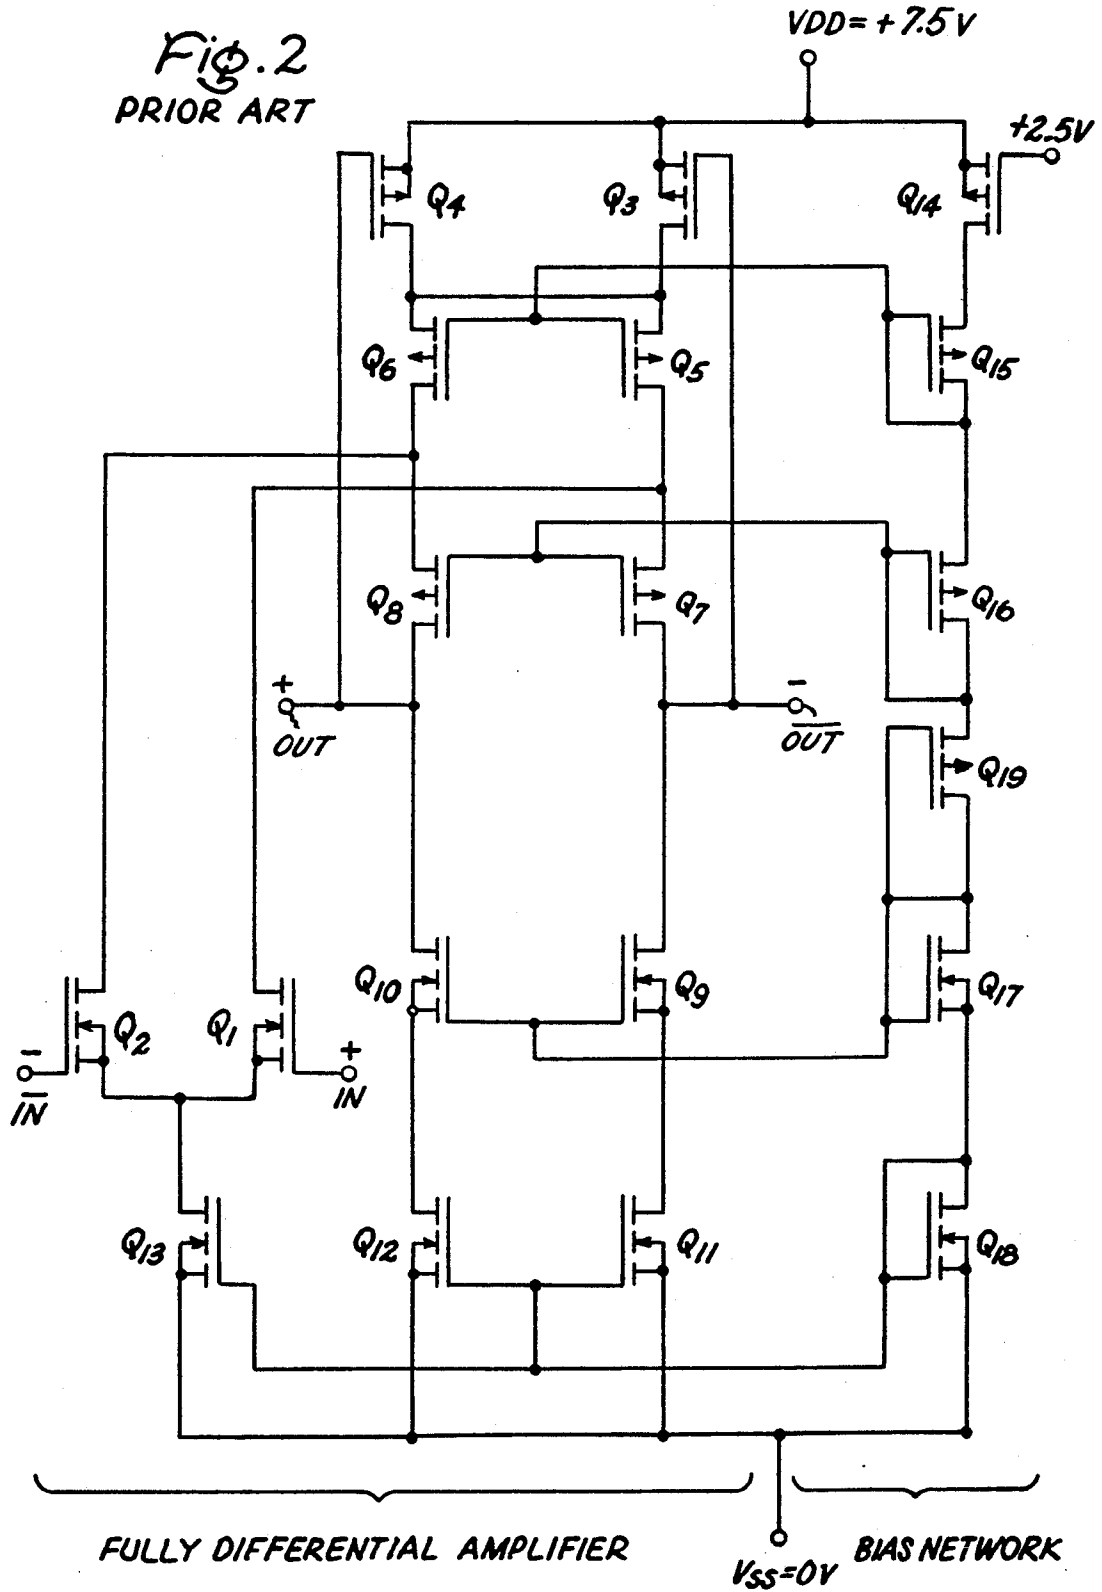 Fig. 2
PRIOR ART
VDD = +7.5V
+2.5V
Q4
Q3
Q14
Q6
Q5
Q15
Q8
Q7
Q16
+
OUT
-
OUT
Q19
Q10
Q9
Q17
Q2
Q1
-
IN
+
IN
Q13
Q12
Q11
Q18
FULLY DIFFERENTIAL AMPLIFIER
BIAS NETWORK
VSS=0V